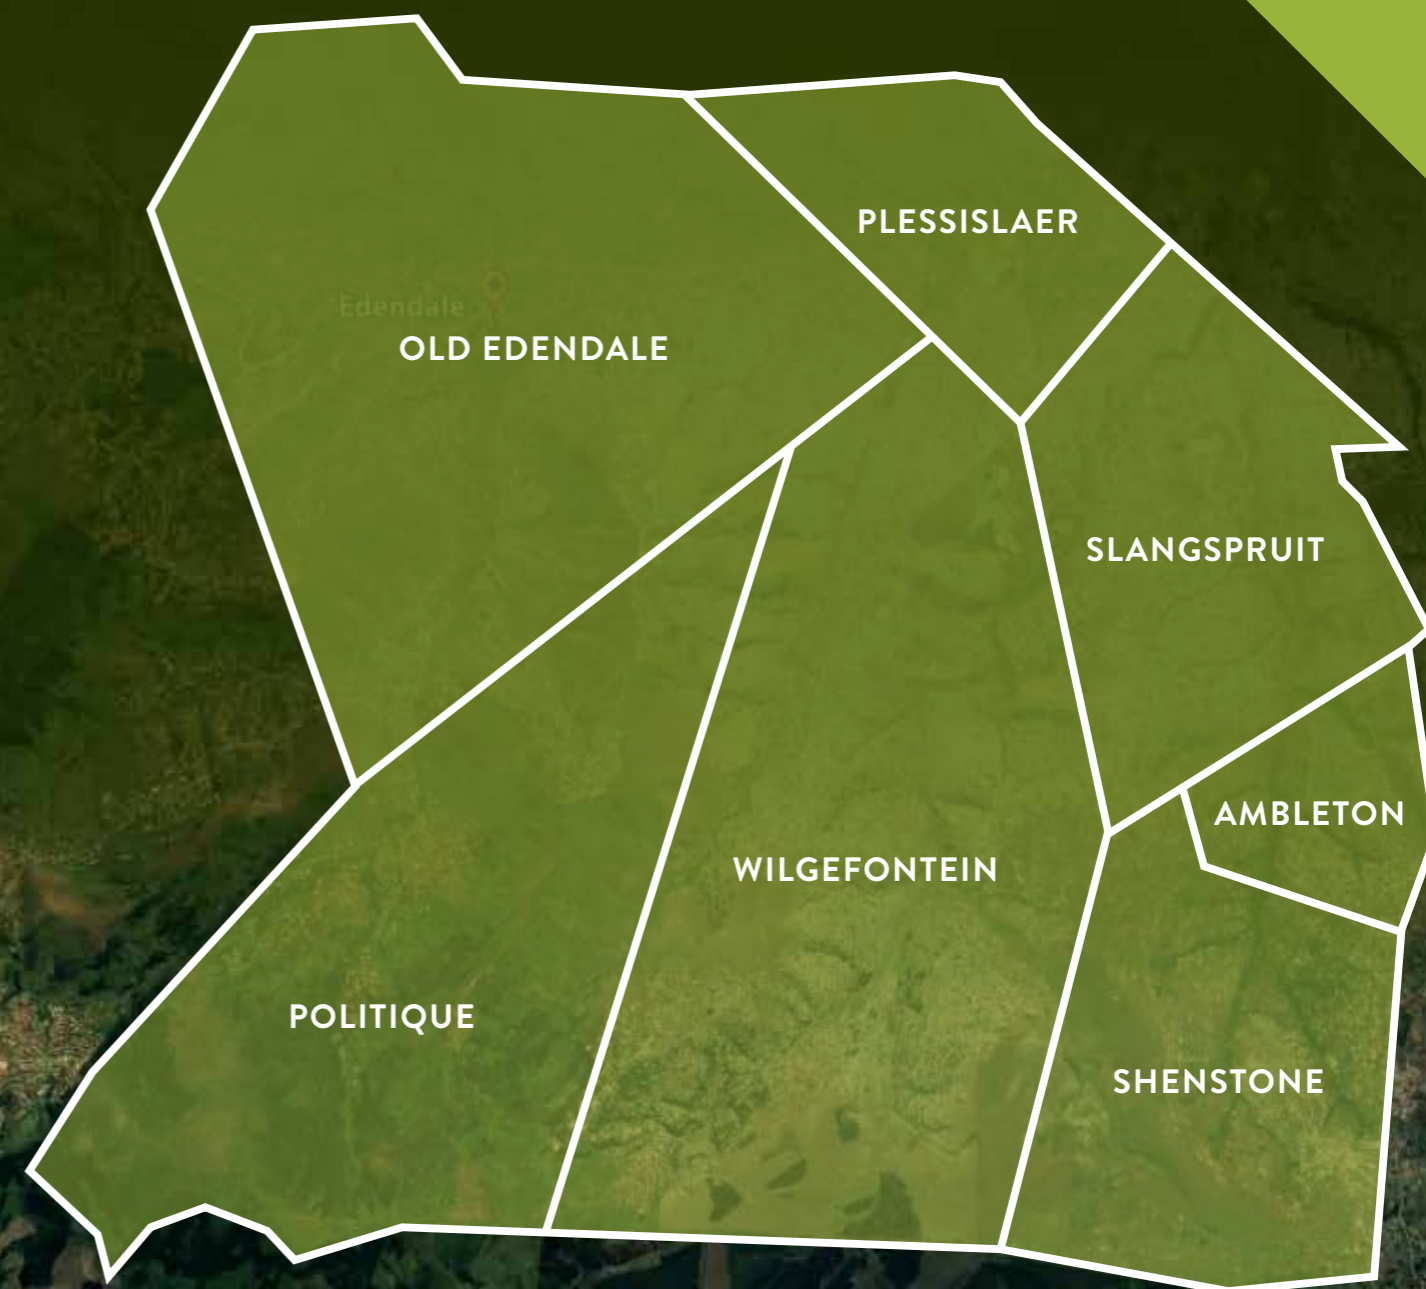 PLESSISLAER
Edendale
OLD EDENDALE
SLANGSPRUIT
AMBLETON
WILGEFONTEIN
POLITIQUE
SHENSTONE